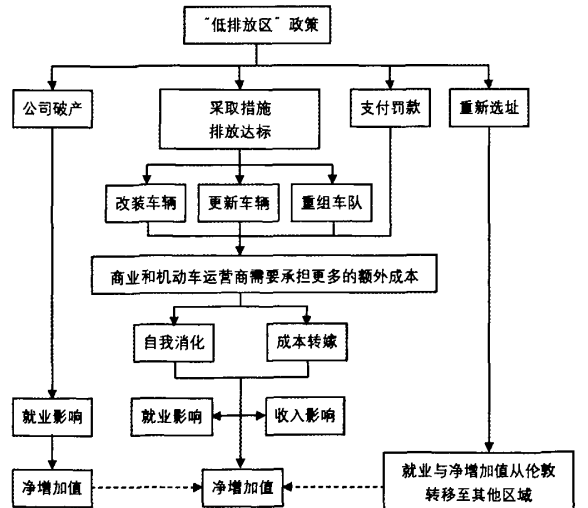 “低排放区”政策
公司破产
采取措施
排放达标
支付罚款
重新选址
改装车辆
更新车辆
重组车队
商业和机动车运营商需要承担更多的额外成本
自我消化
成本转嫁
就业影响
就业影响
收入影响
净增加值
净增加值
就业与净增加值从伦敦
转移至其他区域